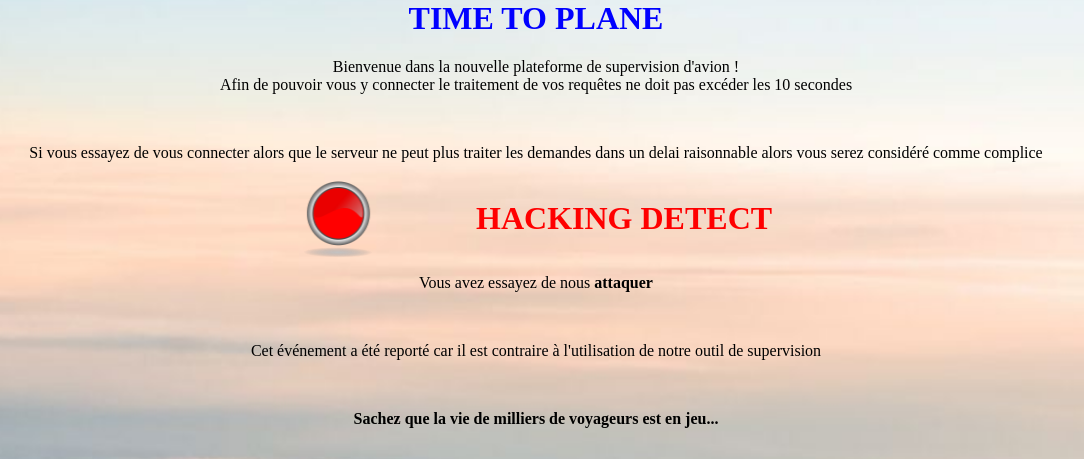 TIME TO PLANE
Bienvenue dans la nouvelle plateforme de supervision d'avion !
Afin de pouvoir vous y connecter le traitement de vos requêtes ne doit pas excéder les 10 secondes
Si vous essayez de vous connecter alors que le serveur ne peut plus traiter les demandes dans un delai raisonnable alors vous serez considéré comme complice
HACKING DETECT
Vous avez essayez de nous attaquer
Cet événement a été reporté car il est contraire à l'utilisation de notre outil de supervision
Sachez que la vie de milliers de voyageurs est en jeu...